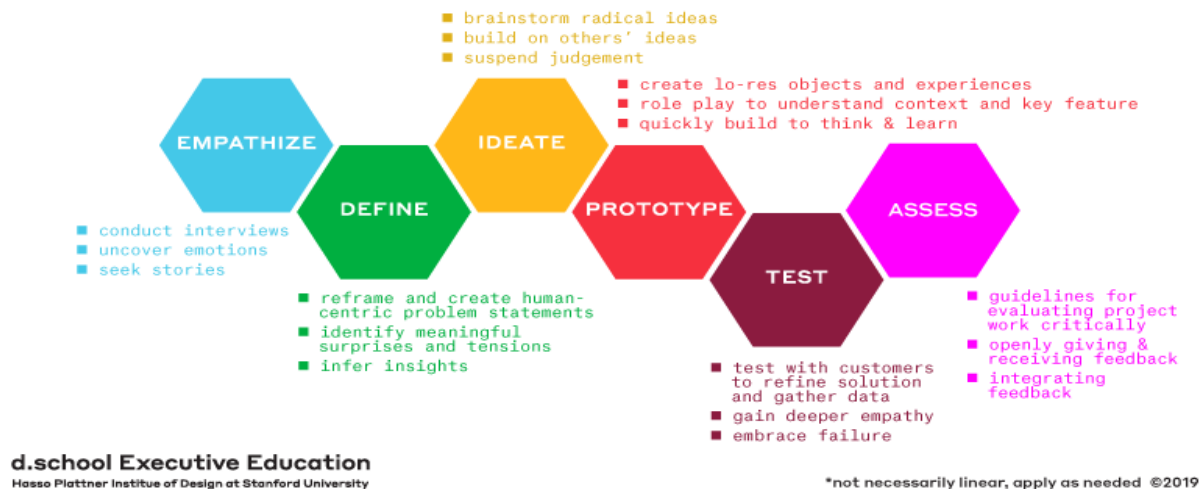 EMPATHIZE
■ conduct interviews
■ uncover emotions
■ seek stories
DEFINE
■ reframe and create human-
centric problem statements
■ identify meaningful
surprises and tensions
■ infer insights
■ brainstorm radical ideas
■ build on others' ideas
■ suspend judgement
IDEATE
■ create lo-res objects and experiences
■ role play to understand context and key feature
■ quickly build to think & learn
PROTOTYPE
TEST
■ test with customers
to refine solution
and gather data
■ gain deeper empathy
■ embrace failure
ASSESS
■ guidelines for
evaluating project
work critically
■ openly giving &
receiving feedback
■ integrating
feedback
d.school Executive Education
Hasso Plattner Institue of Design at Stanford University
*not necessarily linear, apply as needed ©2019